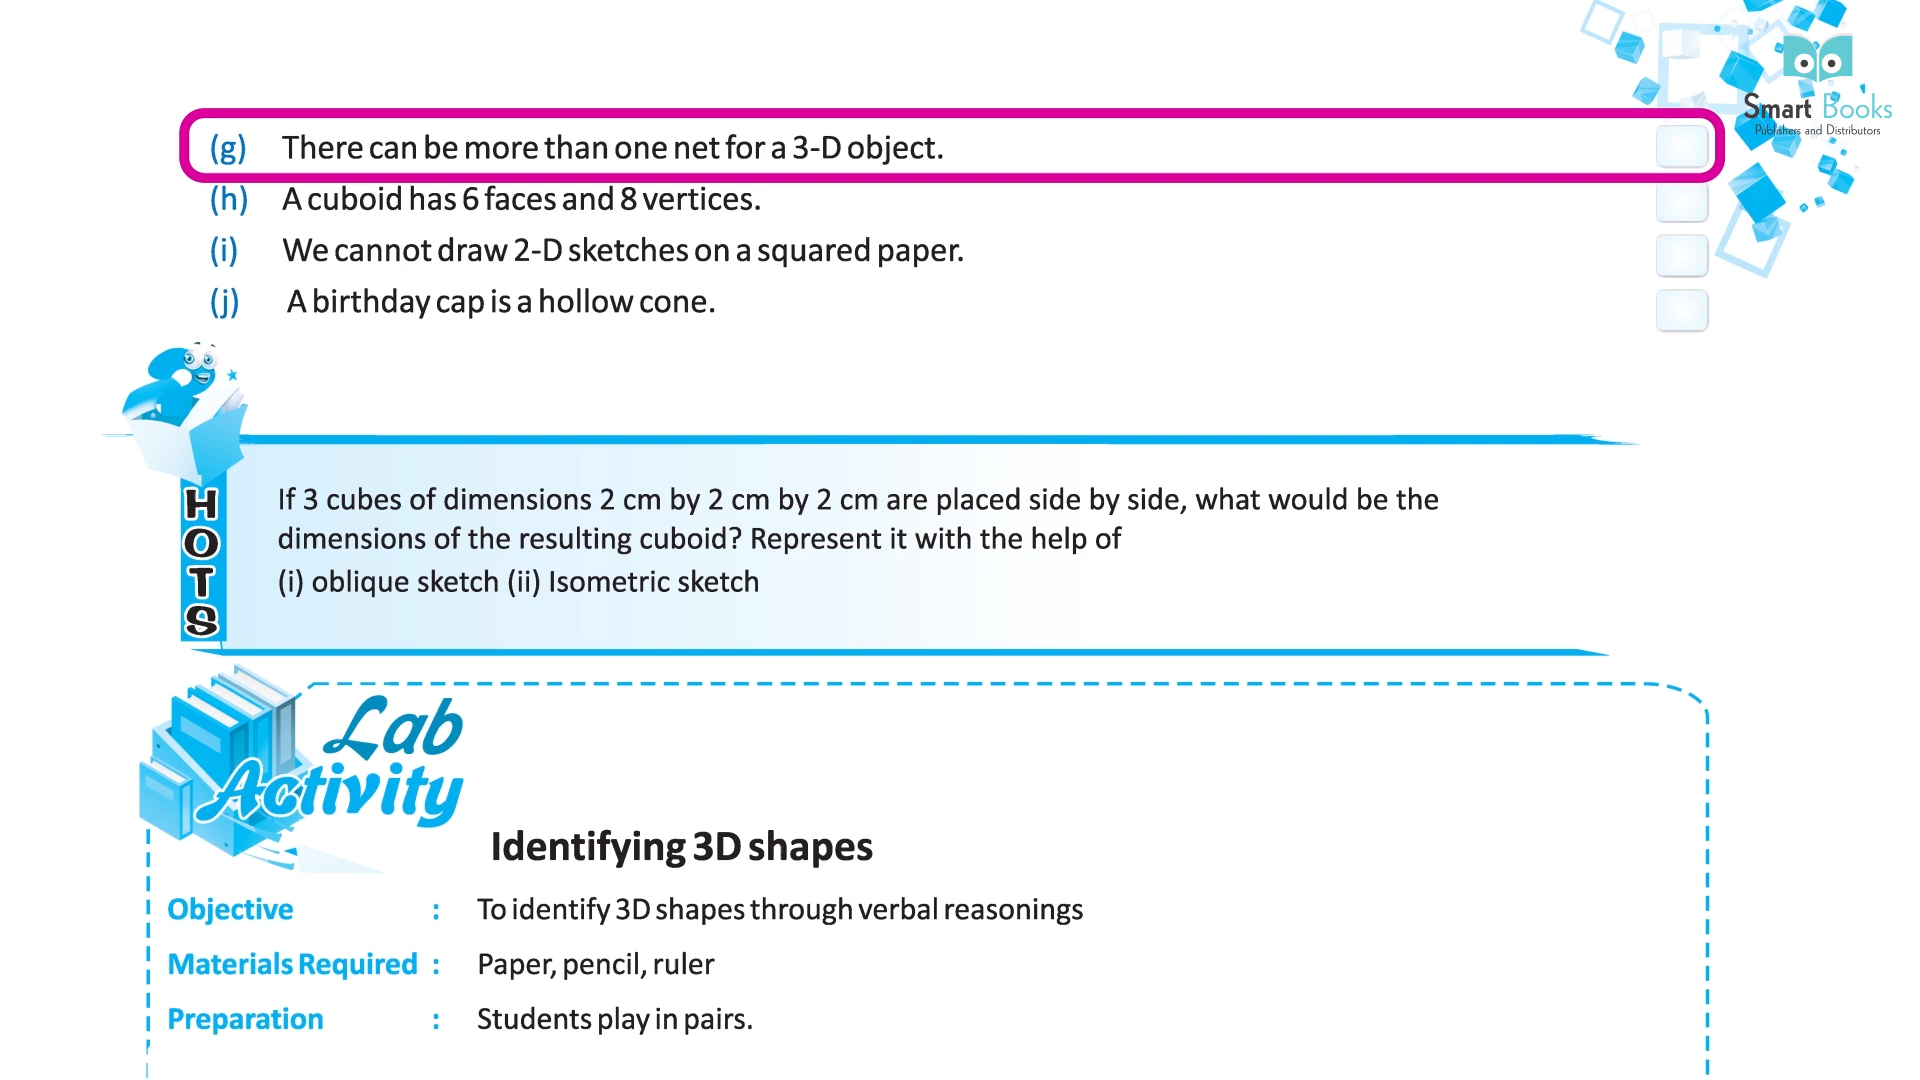 Smart Books
Publishers and Distributors
(g) There can be more than one net for a 3-D object.
(h) A cuboid has 6 faces and 8 vertices.
(i) We cannot draw 2-D sketches on a squared paper.
(j) A birthday cap is a hollow cone.
HOTS
If 3 cubes of dimensions 2 cm by 2 cm by 2 cm are placed side by side, what would be the
dimensions of the resulting cuboid? Represent it with the help of
(i) oblique sketch (ii) Isometric sketch
Lab
Activity
Identifying 3D shapes
Objective : To identify 3D shapes through verbal reasonings
Materials Required : Paper, pencil, ruler
Preparation : Students play in pairs.